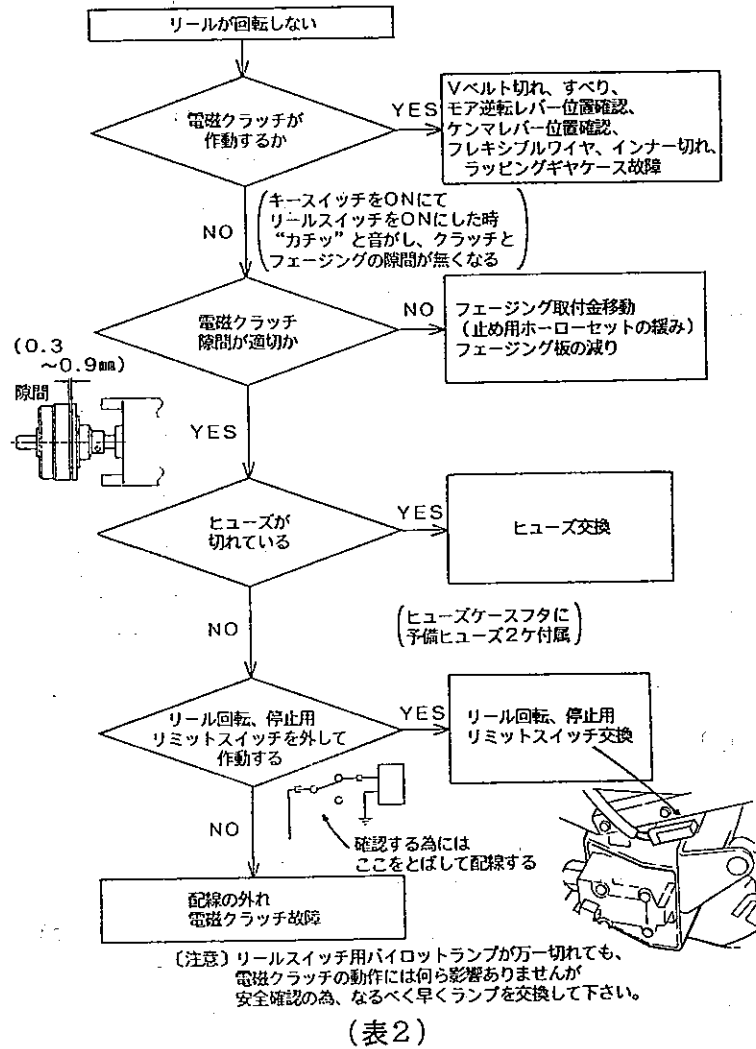 リールが回転しない
電磁クラッチが
作動するか
YES
Vベルト切れ、すべり、
モア逆転レバー位置確認、
ケンマレバー位置確認、
フレキシブルワイヤ、インナー切れ、
ラッピングギヤケース故障
NO
(キースイッチをONにて
リールスイッチをONにした時
“カチッ”と音がし、クラッチと
フェージングの隙間が無くなる)
電磁クラッチ
隙間が適切か
NO
フェージング取付金移動
(止め用ホーローセットの緩み)
フェージング板の減り
(0.3
~0.9㎜)
隙間
YES
ヒューズが
切れている
YES
ヒューズ交換
NO
(ヒューズケースフタに
予備ヒューズ2ケ付属)
リール回転、停止用
リミットスイッチを外して
作動する
YES
リール回転、停止用
リミットスイッチ交換
NO
確認する為には
ここをとばして配線する
配線の外れ
電磁クラッチ故障
〔注意〕リールスイッチ用パイロットランプが万一切れても、
電磁クラッチの動作には何ら影響ありませんが
安全確認の為、なるべく早くランプを交換して下さい。
(表2)